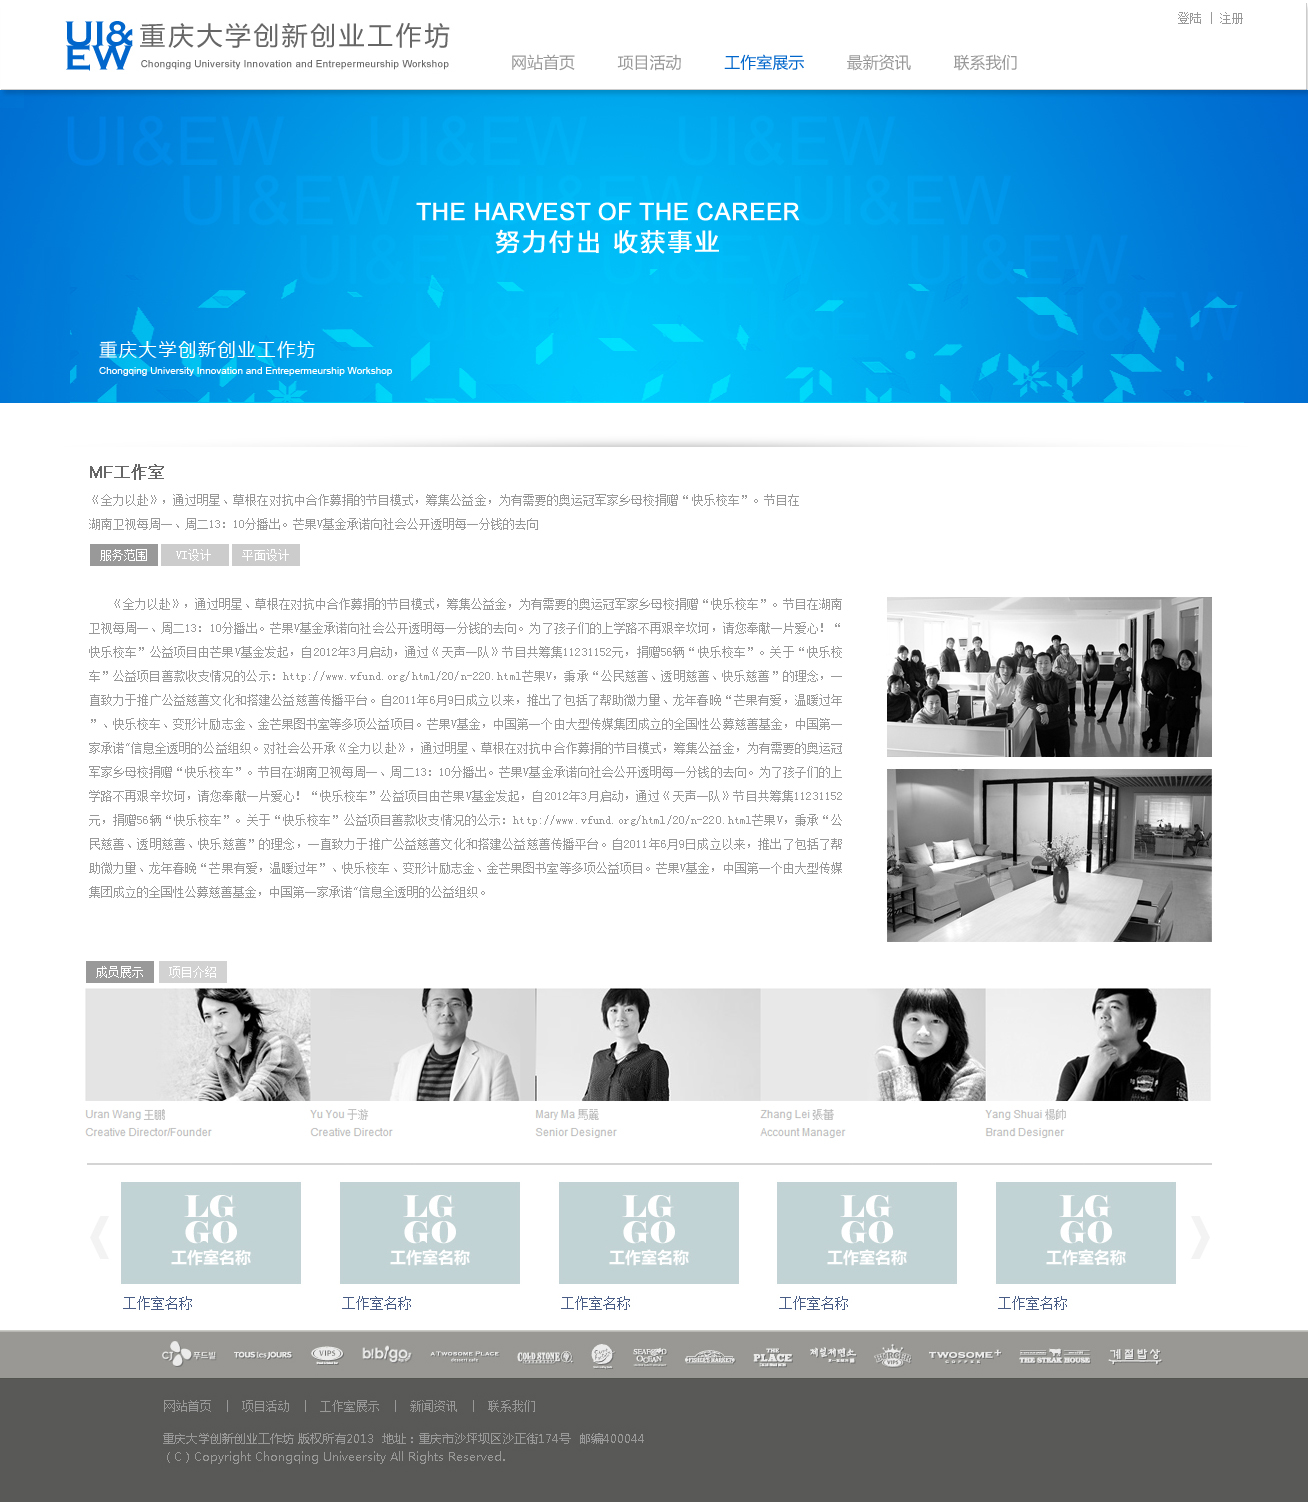 登陆 | 注册
UI&EW 重庆大学创新创业工作坊
Chongqing University Innovation and Entrepermeurship Workshop
网站首页 项目活动 工作室展示 最新资讯 联系我们
UI&EW UI&EW UI&EW
THE HARVEST OF THE CAREER
努力付出 收获事业
重庆大学创新创业工作坊
Chongqing University Innovation and Entrepermeurship Workshop
MF工作室
《全力以赴》，通过明星、草根在对抗中合作募捐的节目模式，筹集公益金，为有需要的奥运冠军家乡母校捐赠“快乐校车”。节目在
湖南卫视每周一、周二13：10分播出。芒果V基金承诺向社会公开透明每一分钱的去向
服务范围 VI设计 平面设计
《全力以赴》，通过明星、草根在对抗中合作募捐的节目模式，筹集公益金，为有需要的奥运冠军家乡母校捐赠“快乐校车”。节目在湖南
卫视每周一、周二13：10分播出。芒果V基金承诺向社会公开透明每一分钱的去向。为了孩子们的上学路不再艰辛坎坷，请您奉献一片爱心！“
快乐校车”公益项目由芒果V基金发起，自2012年3月启动，通过《天声一队》节目共筹集11231152元，捐赠56辆“快乐校车”。关于“快乐校
车”公益项目善款收支情况的公示：http://www.vfund.org/html/20/n-220.html芒果V，秉承“公民慈善、透明慈善、快乐慈善”的理念，一
直致力于推广公益慈善文化和搭建公益慈善传播平台。自2011年6月9日成立以来，推出了包括了帮助微力量、龙年春晚“芒果有爱，温暖过年
”、快乐校车、变形计励志金、金芒果图书室等多项公益项目。芒果V基金，中国第一个由大型传媒集团成立的全国性公募慈善基金，中国第一
家承诺“信息全透明的公益组织。对社会公开承《全力以赴》，通过明星、草根在对抗中合作募捐的节目模式，筹集公益金，为有需要的奥运冠
军家乡母校捐赠“快乐校车”。节目在湖南卫视每周一、周二13：10分播出。芒果V基金承诺向社会公开透明每一分钱的去向。为了孩子们的上
学路不再艰辛坎坷，请您奉献一片爱心！“快乐校车”公益项目由芒果V基金发起，自2012年3月启动，通过《天声一队》节目共筹集11231152
元，捐赠56辆“快乐校车”。关于“快乐校车”公益项目善款收支情况的公示：http://www.vfund.org/html/20/n-220.html芒果V，秉承“公
民慈善、透明慈善、快乐慈善”的理念，一直致力于推广公益慈善文化和搭建公益慈善传播平台。自2011年6月9日成立以来，推出了包括了帮
助微力量、龙年春晚“芒果有爱，温暖过年”、快乐校车、变形计励志金、金芒果图书室等多项公益项目。芒果V基金，中国第一个由大型传媒
集团成立的全国性公募慈善基金，中国第一家承诺“信息全透明的公益组织。
成员展示 项目介绍
Uran Wang 王鵬 Yu You 于游 Mary Ma 馬麗 Zhang Lei 張蕾 Yang Shuai 楊帥
Creative Director/Founder Creative Director Senior Designer Account Manager Brand Designer
LG LG LG LG LG
GO GO GO GO GO
工作室名称 工作室名称 工作室名称 工作室名称 工作室名称
工作室名称 工作室名称 工作室名称 工作室名称 工作室名称
CJ 푸드빌 TOUS les JOURS VIPS bibigo A TWOSOME PLACE COLD STONE SEAFOOD OCEAN FISHER'S MARKET THE PLACE 제일제면소 VIPS TWOSOME+ COFFEE THE STEAK HOUSE 계절밥상
网站首页 | 项目活动 | 工作室展示 | 新闻资讯 | 联系我们
重庆大学创新创业工作坊 版权所有2013 地址：重庆市沙坪坝区沙正街174号 邮编400044
（C）Copyright Chongqing Univeersity All Rights Reserved.